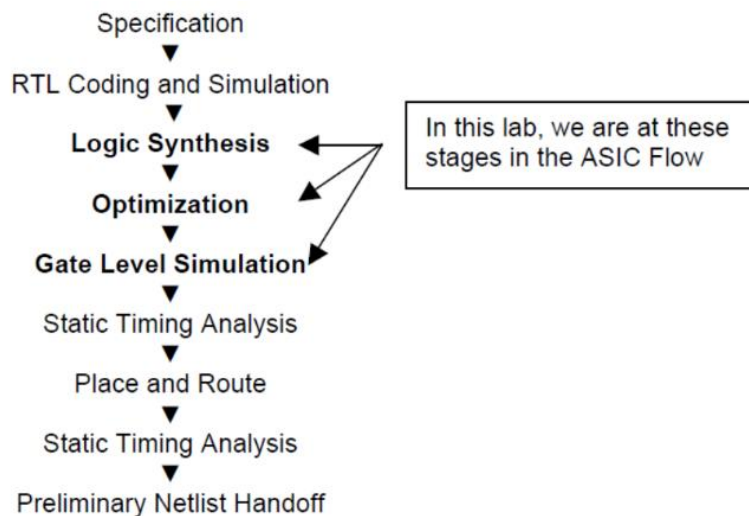 Specification
RTL Coding and Simulation
Logic Synthesis
Optimization
Gate Level Simulation
Static Timing Analysis
Place and Route
Static Timing Analysis
Preliminary Netlist Handoff
In this lab, we are at these
stages in the ASIC Flow